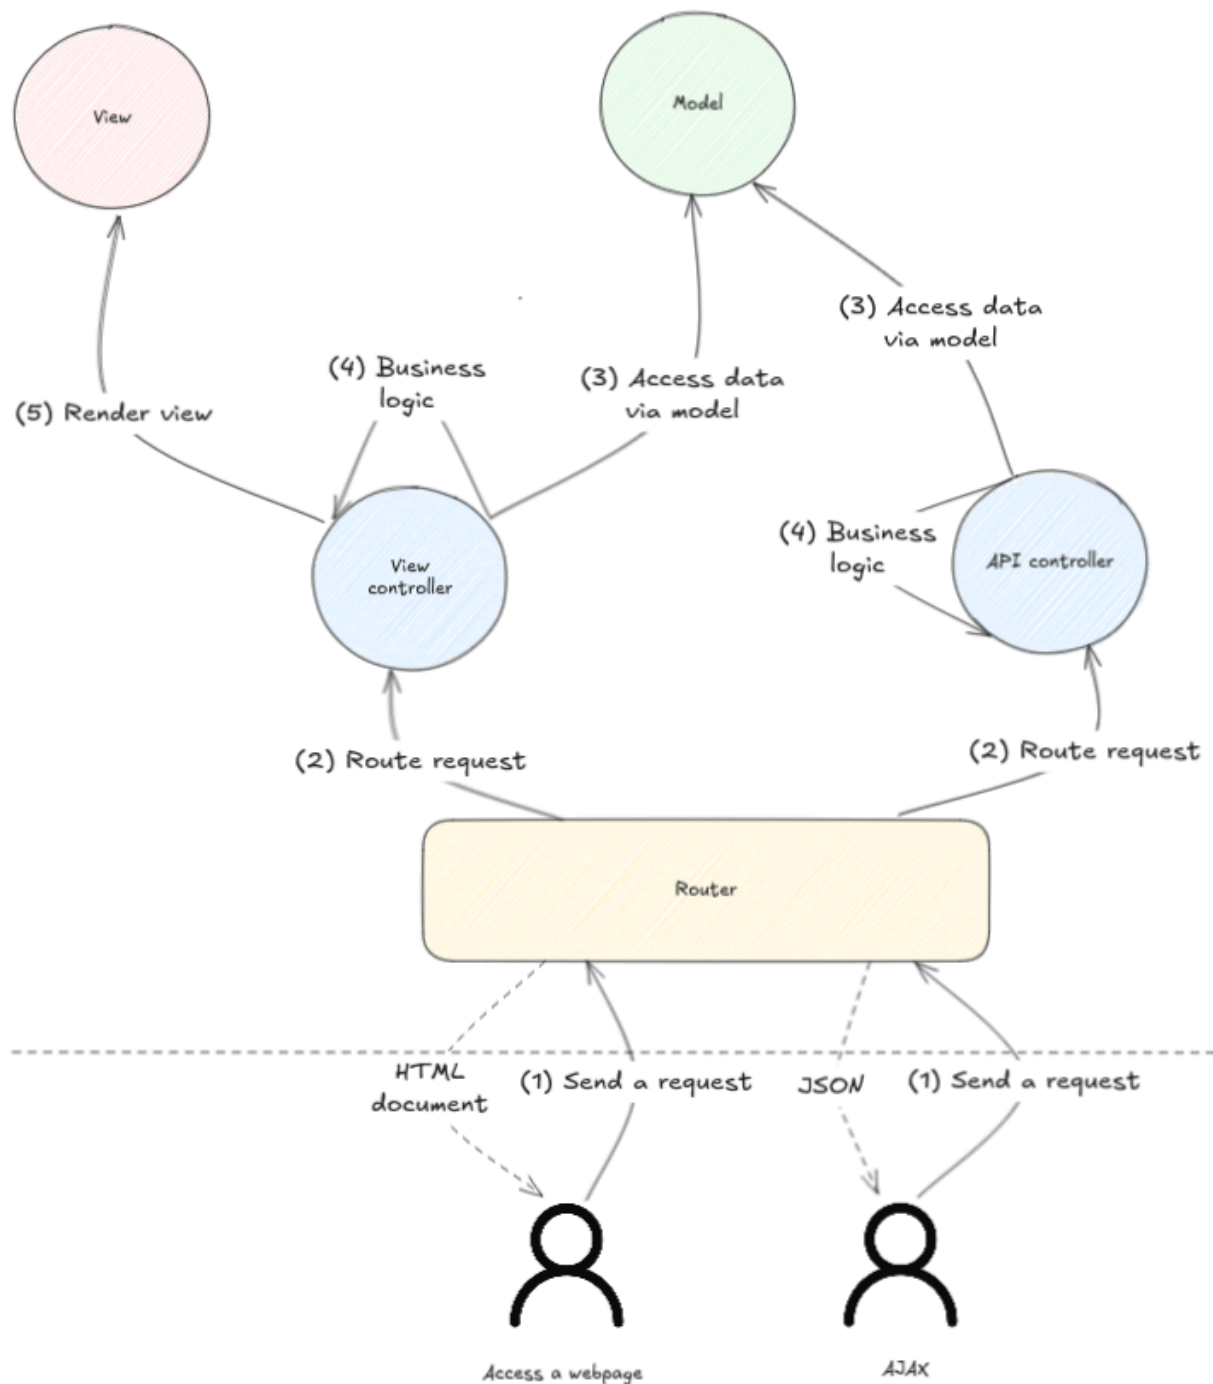 View
Model
(3) Access data
via model
(4) Business
logic
(3) Access data
via model
(5) Render view
(4) Business
logic
View
controller
API controller
(2) Route request
(2) Route request
Router
HTML
document
(1) Send a request
JSON
(1) Send a request
Access a webpage
AJAX